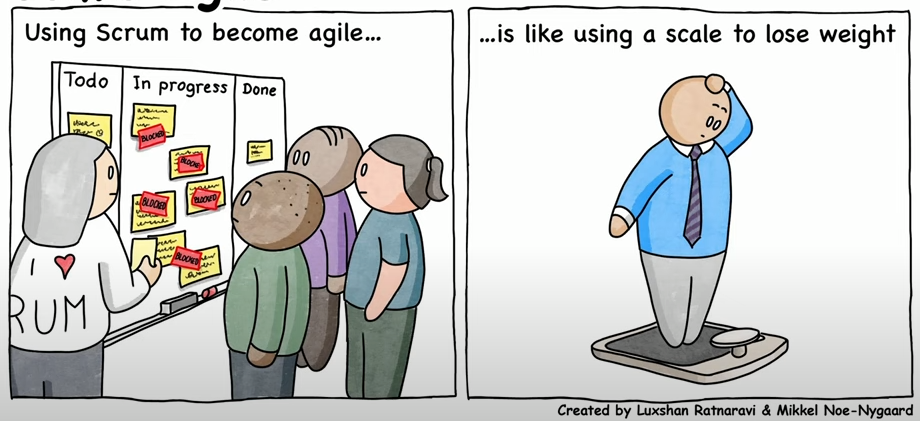 Using Scrum to become agile...
...is like using a scale to lose weight
Todo
In progress
Done
BLOCKED
BLOCKED
BLOCKED
BLOCKED
I ♥
RUM
Created by Luxshan Ratnaravi & Mikkel Noe-Nygaard